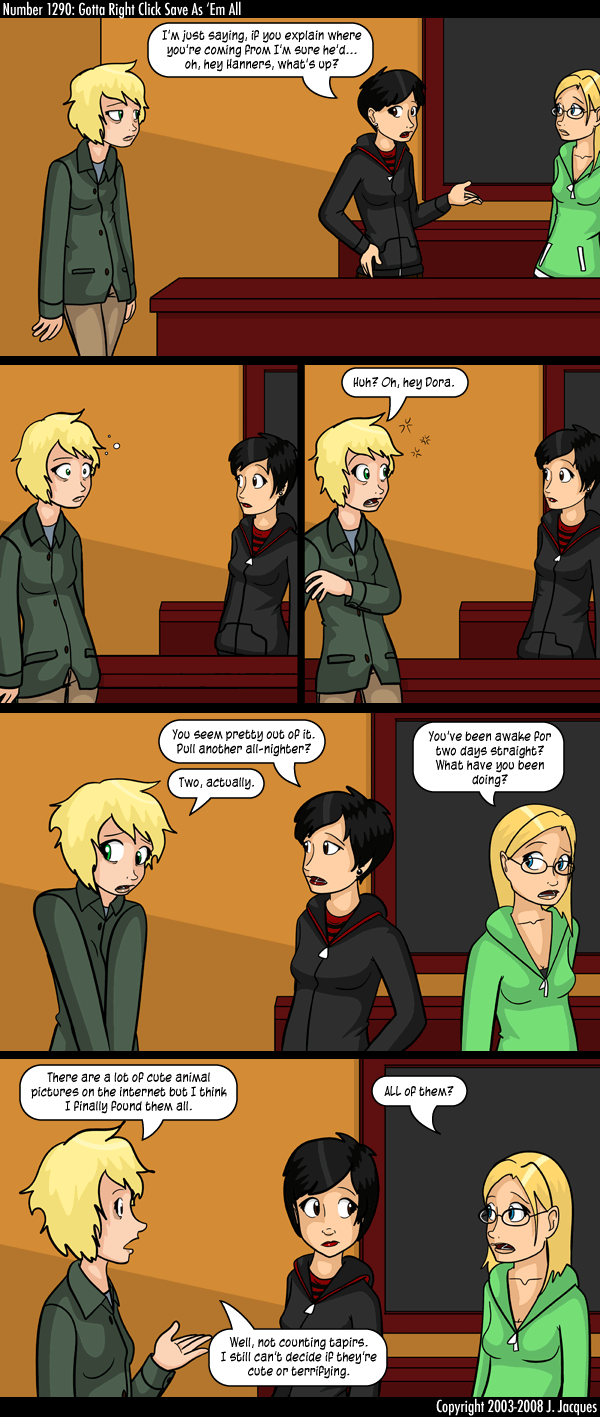 Number 1290: Gotta Right Click Save As ‘Em All
I'm just saying, if you explain where
you're coming from I'm sure he'd...
oh, hey Hanners, what's up?
Huh? Oh, hey Dora.
You seem pretty out of it.
Pull another all-nighter?
Two, actually.
You've been awake for
two days straight?
What have you been
doing?
There are a lot of cute animal
pictures on the internet but I think
I finally found them all.
ALL of them?
Well, not counting tapirs.
I still can't decide if they're
cute or terrifying.
Copyright 2003-2008 J. Jacques